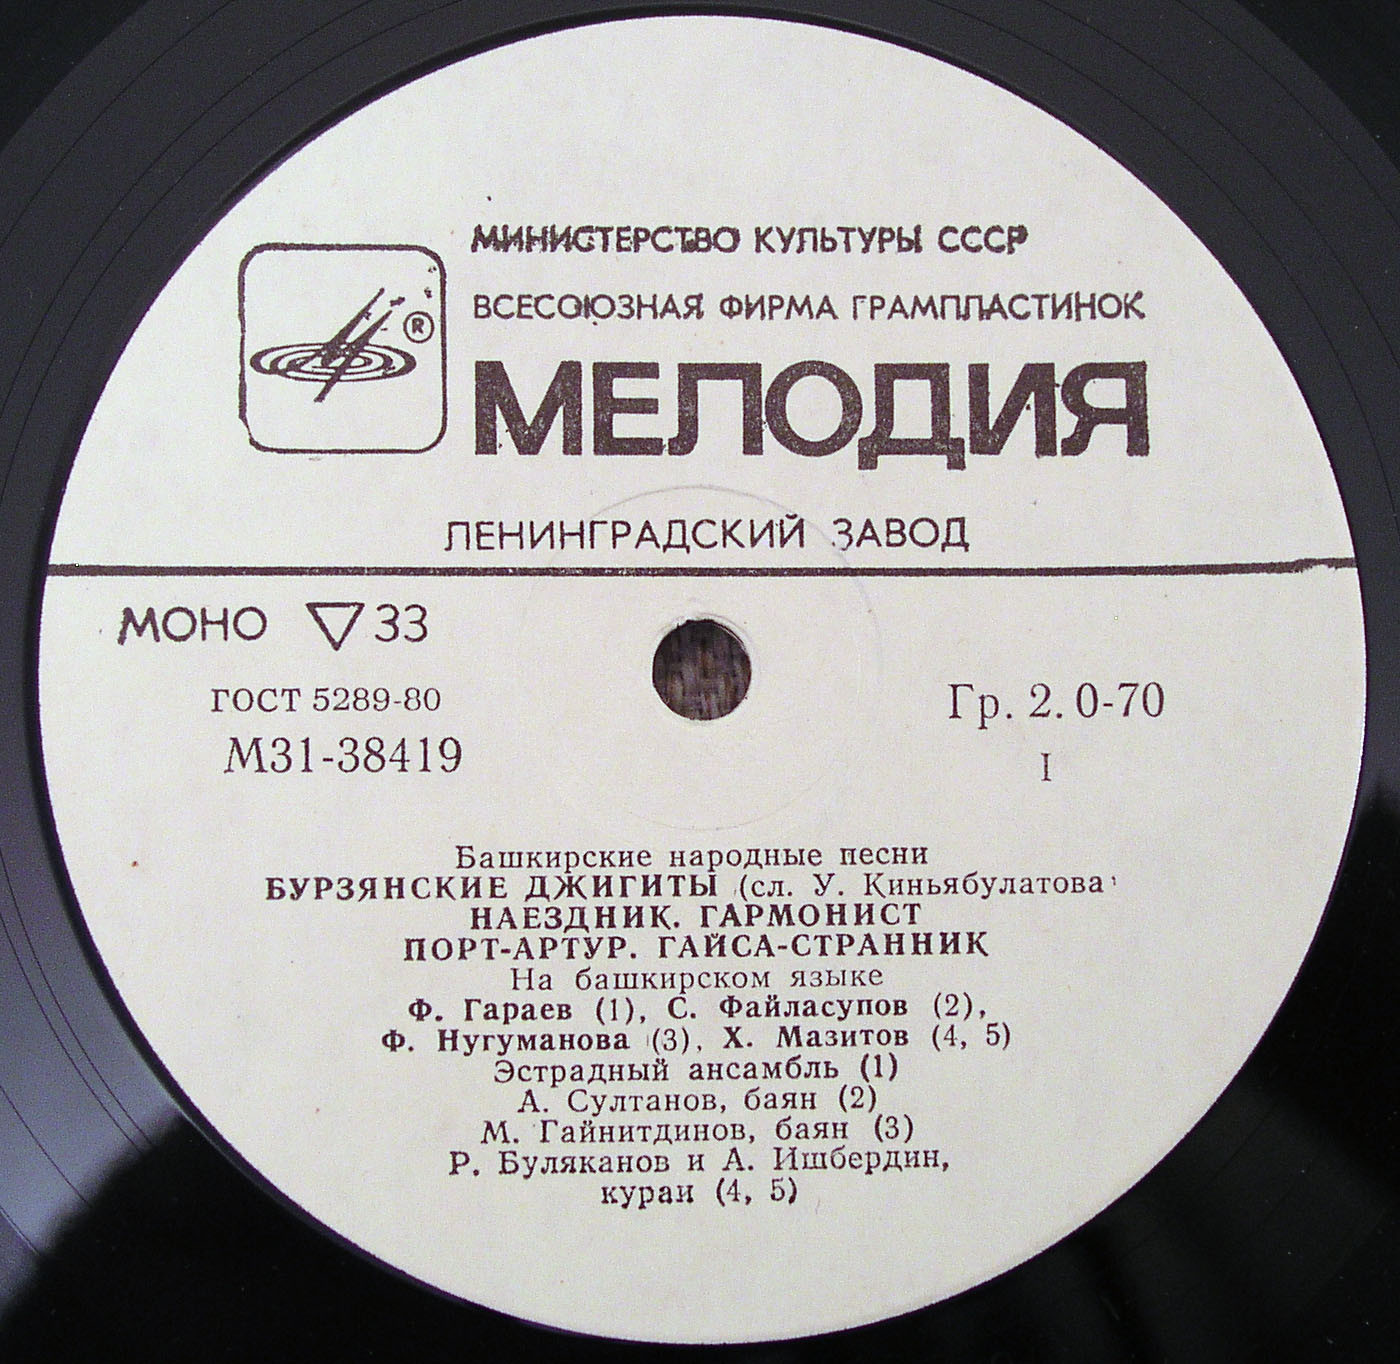 МИНИСТЕРСТВО КУЛЬТУРЫ СССР
ВСЕСОЮЗНАЯ ФИРМА ГРАМПЛАСТИНОК
®
МЕЛОДИЯ
ЛЕНИНГРАДСКИЙ ЗАВОД
МОНО ▽ 33
ГОСТ 5289-80
М31-38419
Гр. 2. 0-70
I
Башкирские народные песни
БУРЗЯНСКИЕ ДЖИГИТЫ (сл. У. Киньябулатова)
НАЕЗДНИК. ГАРМОНИСТ
ПОРТ-АРТУР. ГАЙСА-СТРАННИК
На башкирском языке
Ф. Гараев (1), С. Файласупов (2),
Ф. Нугуманова (3), Х. Мазитов (4, 5)
Эстрадный ансамбль (1)
А. Султанов, баян (2)
М. Гайнитдинов, баян (3)
Р. Буляканов и А. Ишбердин,
кураи (4, 5)